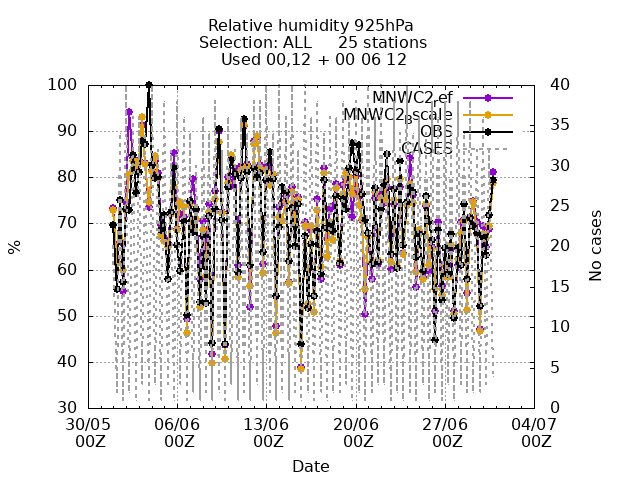 Relative humidity 925hPa
Selection: ALL 25 stations
Used 00,12 + 00 06 12
MNWC2ref
MNWC2Bscale
OBS
CASES
100
90
80
70
60
50
40
30
%
40
35
30
25
20
15
10
5
0
No cases
30/05 06/06 13/06 20/06 27/06 04/07
00Z 00Z 00Z 00Z 00Z 00Z
Date